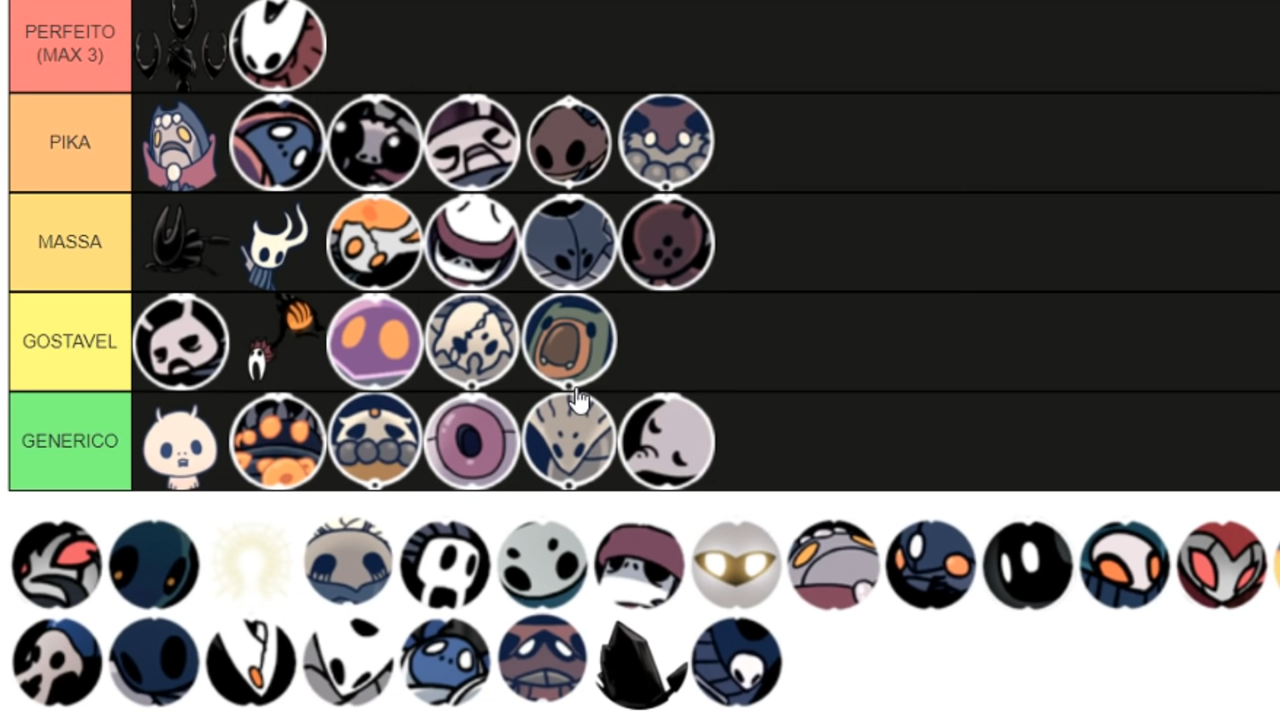 PERFEITO
(MAX 3)
PIKA
MASSA
GOSTAVEL
GENERICO